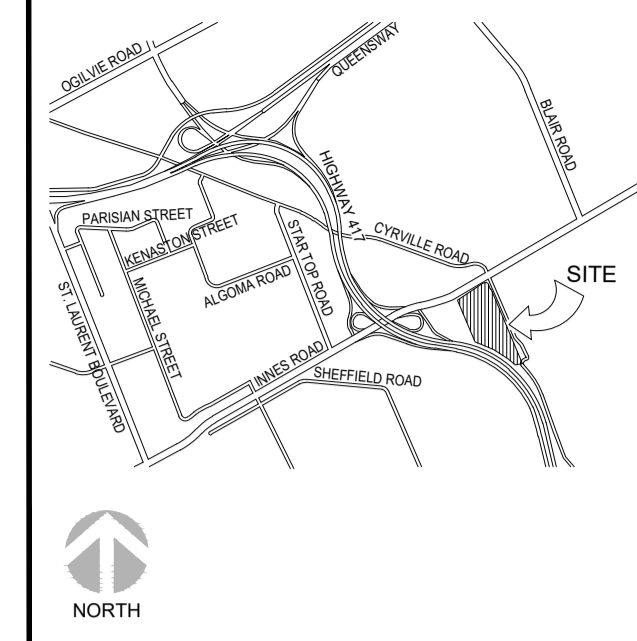 OGILVIE ROAD
QUEENSWAY
BLAIR ROAD
HIGHWAY 417
PARISIAN STREET
KENASTON STREET
CYRVILLE ROAD
STAR TOP ROAD
SITE
ALGOMA ROAD
MICHAEL STREET
ST. LAURENT BOULEVARD
INNES ROAD
SHEFFIELD ROAD
NORTH